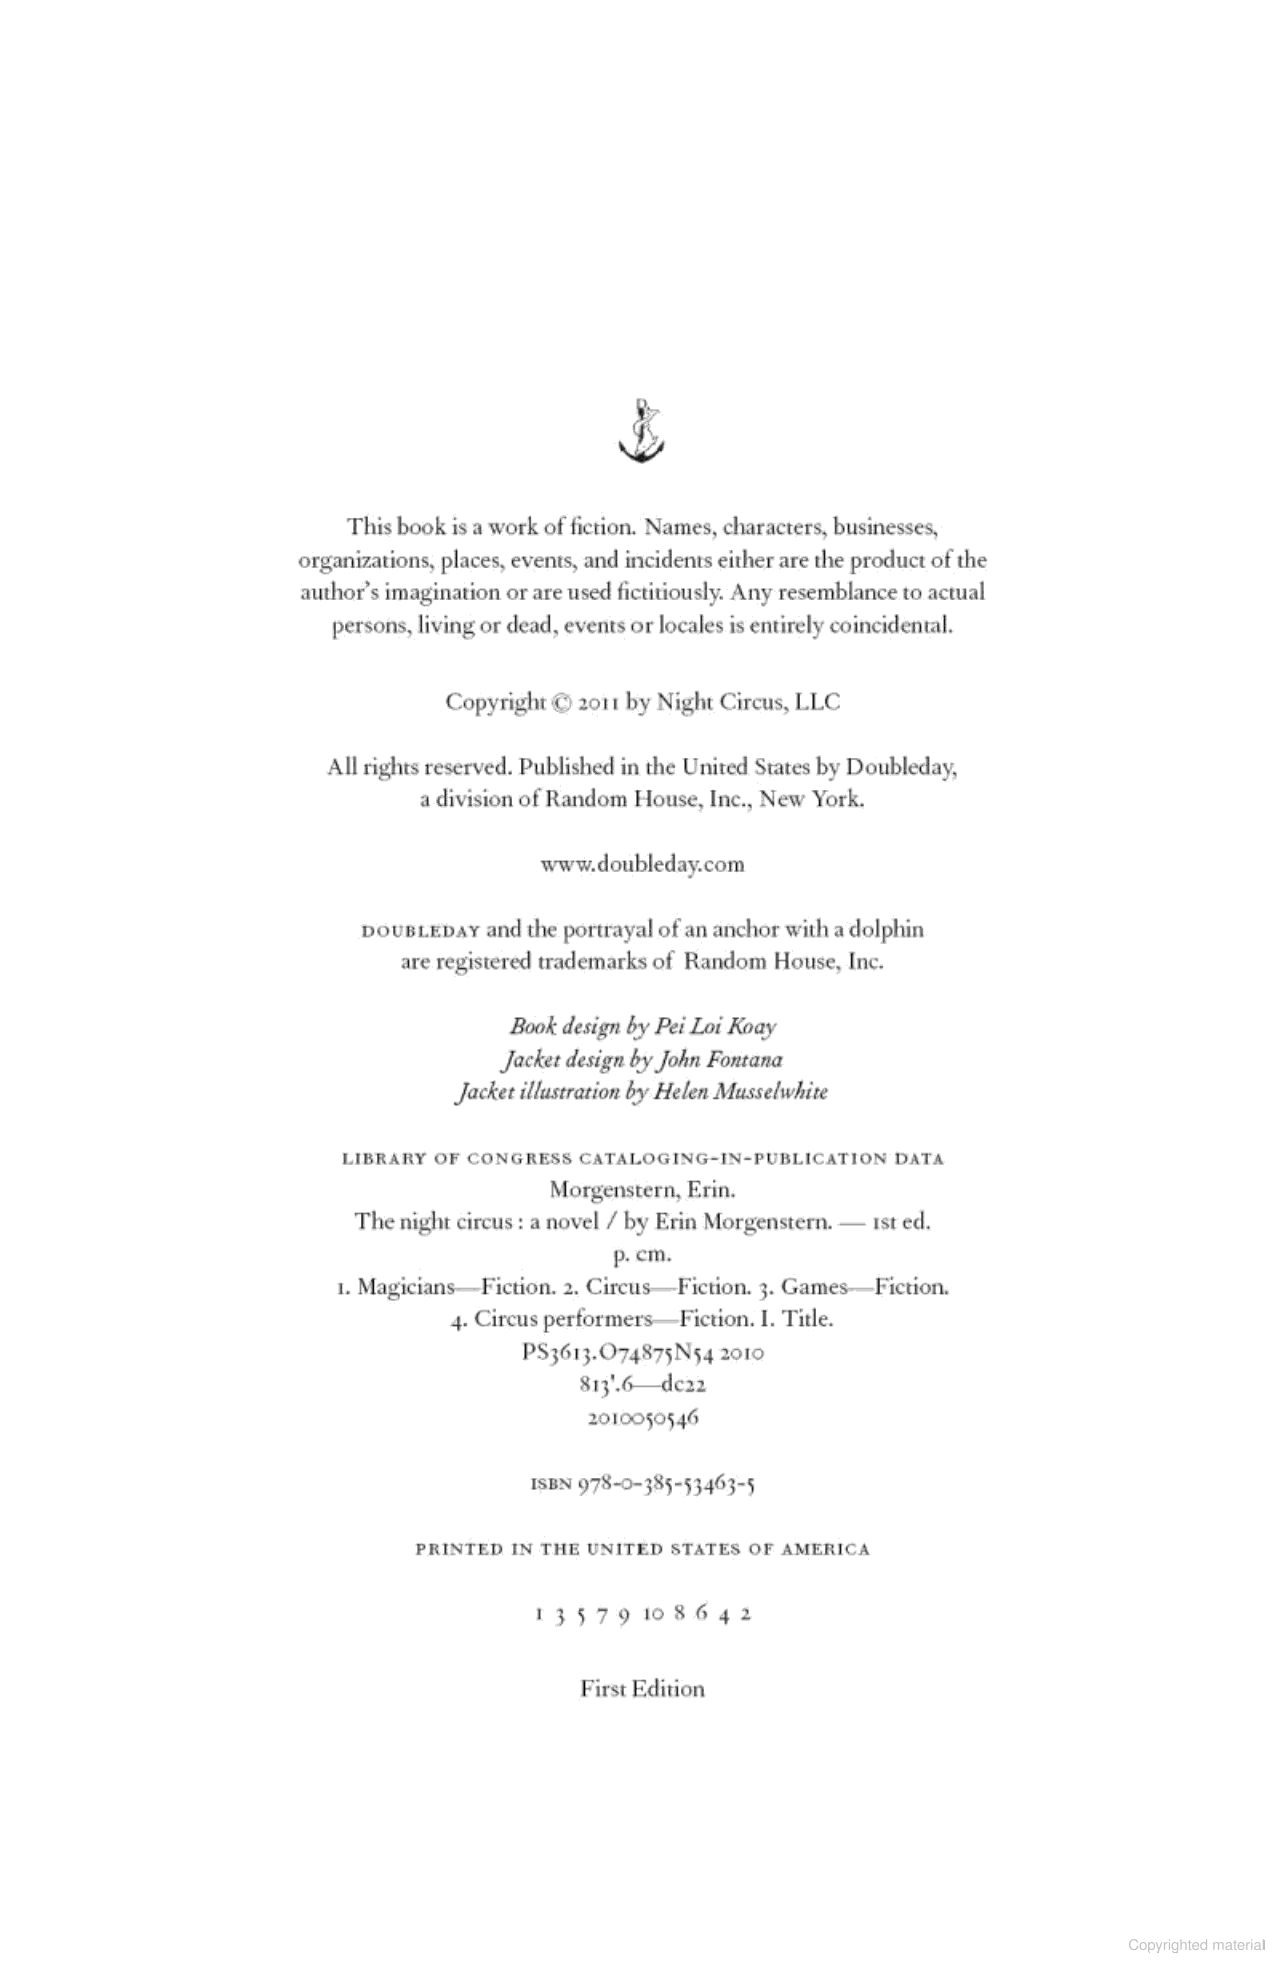 This book is a work of fiction. Names, characters, businesses,
organizations, places, events, and incidents either are the product of the
author's imagination or are used fictitiously. Any resemblance to actual
persons, living or dead, events or locales is entirely coincidental.
Copyright © 2011 by Night Circus, LLC
All rights reserved. Published in the United States by Doubleday,
a division of Random House, Inc., New York.
www.doubleday.com
DOUBLEDAY and the portrayal of an anchor with a dolphin
are registered trademarks of Random House, Inc.
Book design by Pei Loi Koay
Jacket design by John Fontana
Jacket illustration by Helen Musselwhite
LIBRARY OF CONGRESS CATALOGING-IN-PUBLICATION DATA
Morgenstern, Erin.
The night circus : a novel / by Erin Morgenstern. — 1st ed.
p. cm.
1. Magicians—Fiction. 2. Circus—Fiction. 3. Games—Fiction.
4. Circus performers—Fiction. I. Title.
PS3613.O74875N54 2010
813'.6—dc22
2010050546
ISBN 978-0-385-53463-5
PRINTED IN THE UNITED STATES OF AMERICA
1 3 5 7 9 10 8 6 4 2
First Edition
Copyrighted material